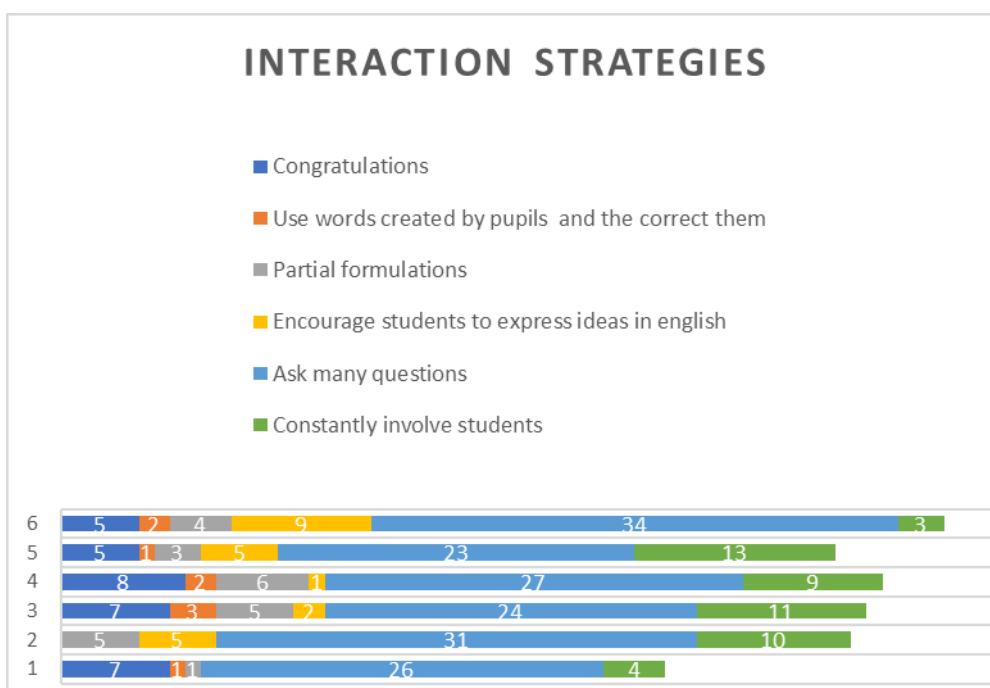 INTERACTION STRATEGIES
Congratulations
Use words created by pupils and the correct them
Partial formulations
Encourage students to express ideas in english
Ask many questions
Constantly involve students
6 5 2 4 9 34 3
5 5 1 3 5 23 13
4 8 2 6 1 27 9
3 7 3 5 2 24 11
2 5 5 31 10
1 7 1 1 26 4